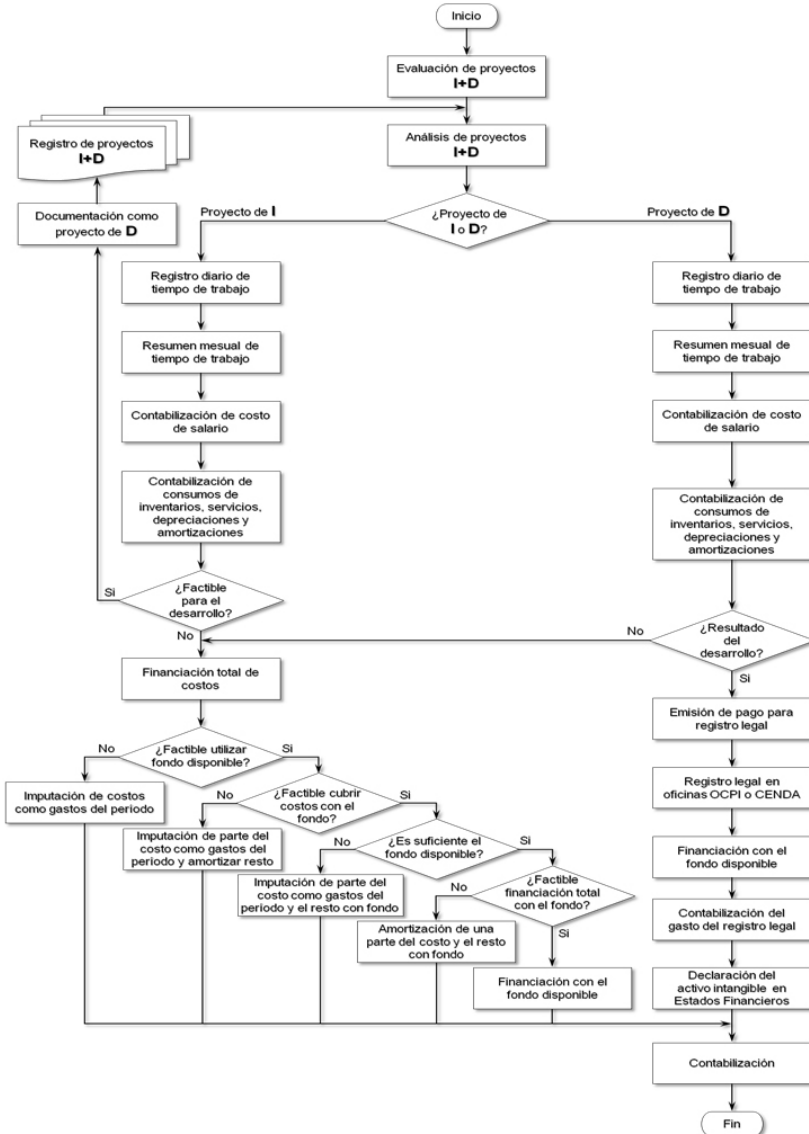 Inicio
Evaluación de proyectos
I+D
Registro de proyectos
I+D
Análisis de proyectos
I+D
Documentación como
proyecto de D
Proyecto de I
¿Proyecto de
I o D?
Proyecto de D
Registro diario de
tiempo de trabajo
Registro diario de
tiempo de trabajo
Resumen mesual de
tiempo de trabajo
Resumen mesual de
tiempo de trabajo
Contabilización de costo
de salario
Contabilización de costo
de salario
Contabilización de
consumos de
inventarios, servicios,
depreciaciones y
amortizaciones
Contabilización de
consumos de
inventarios, servicios,
depreciaciones y
amortizaciones
Si
¿Factible
para el
desarrollo?
No
No
¿Resultado
del
desarrollo?
Si
Financiación total de
costos
Emisión de pago para
registro legal
No
¿Factible utilizar
fondo disponible?
Si
Imputación de costos
como gastos del periodo
No
¿Factible cubrir
costos con el
fondo?
Si
Registro legal en
oficinas OCPI o CENDA
Imputación de parte del
costo como gastos del
periodo y amortizar resto
No
¿Es suficiente el
fondo disponible?
Si
Financiación con el
fondo disponible
Imputación de parte del
costo como gastos del
periodo y el resto con fondo
No
¿Factible
financiación total
con el fondo?
Si
Contabilización del
gasto del registro legal
Amortización de una
parte del costo y el resto
con fondo
Financiación con el
fondo disponible
Declaración del
activo intangible en
Estados Financieros
Contabilización
Fin